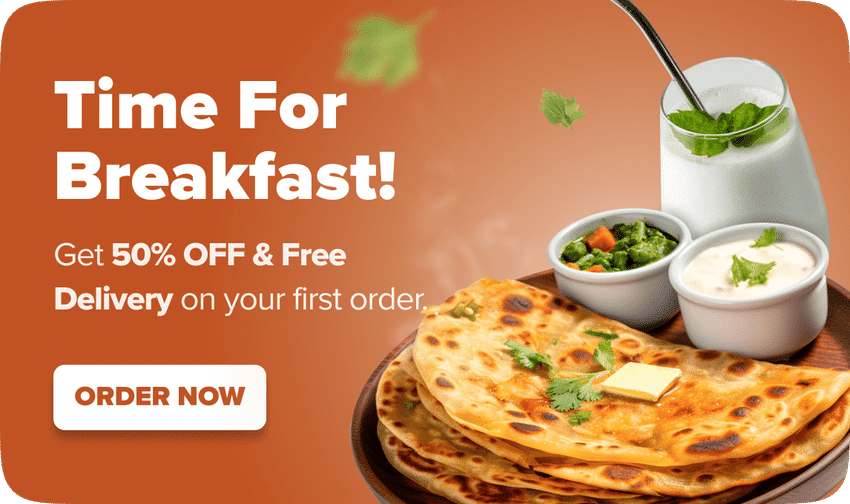 Time For
Breakfast!
Get 50% OFF & Free
Delivery on your first order.
ORDER NOW